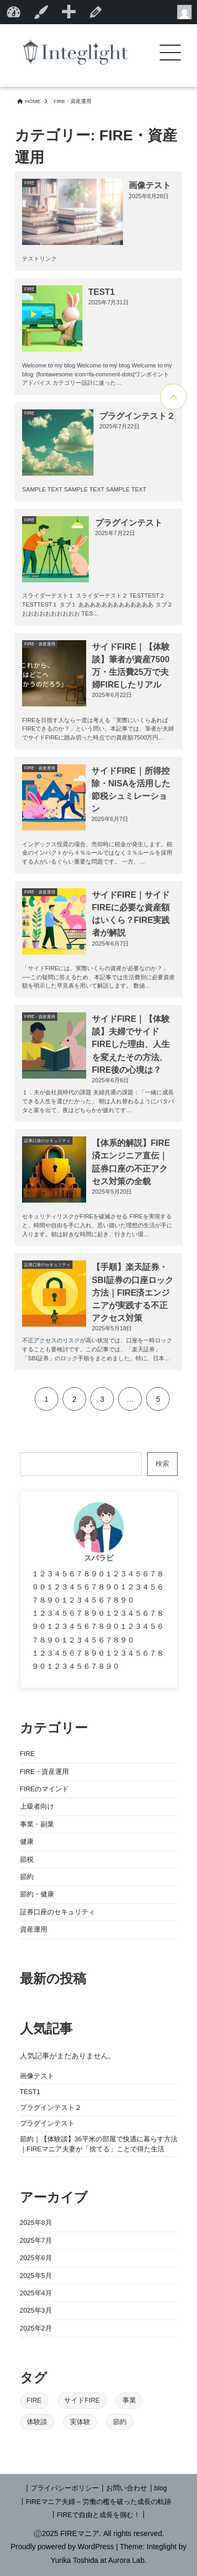 Integlight
HOME > FIRE・資産運用
カテゴリー: FIRE・資産
運用
FIRE
画像テスト
2025年8月28日
テストリンク
FIRE
TEST1
2025年7月31日
Welcome to my blog Welcome to my blog Welcome to my
blog [fontawesome icon=fa-comment-dots]ワンポイント
アドバイス カテゴリー設計に迷った…
FIRE
プラグインテスト２
2025年7月22日
SAMPLE TEXT SAMPLE TEXT SAMPLE TEXT
FIRE
プラグインテスト
2025年7月22日
スライダーテスト１ スライダーテスト２ TESTTEST２
TESTTEST１ タブ１ ああああああああああああああ タブ２
おおおおおおおおおおお TES…
FIRE・資産運用
これから、
はどこへ
かうのだろう」
サイドFIRE｜【体験
談】筆者が資産7500
万・生活費25万で夫
婦FIREしたリアル
2025年6月22日
FIREを目指す人なら一度は考える「実際にいくらあれば
FIREできるのか？」という問い。本記事では、筆者が夫婦
でサイドFIREに踏み切った時点での資産額7500万円…
FIRE・資産運用
サイドFIRE｜所得控
除・NISAを活用した
節税シュミレーショ
ン
2025年6月7日
インデックス投資の場合、売却時に税金が発生します。税
金のインパクトから４％ルールではなく３％ルールを採用
する人がいるぐらい重要な問題です。 一方、…
FIRE・資産運用
サイドFIRE｜サイド
FIREに必要な資産額
はいくら？FIRE実践
者が解説
2025年6月7日
「サイドFIREには、実際いくらの資産が必要なのか？」
──この疑問に答えるため、本記事では生活費別に必要資産
額を明示した早見表を用いて解説します。 数値…
FIRE・資産運用
サイドFIRE｜【体験
談】夫婦でサイド
FIREした理由、人生
を変えたその方法、
FIRE後の心境は？
2025年6月6日
１．夫が会社員時代の課題 夫婦共通の課題：「一緒に成長
できる人生を選びたかった」 朝は入れ替わるようにバタバ
タと家を出て、夜はどちらかが疲れてす…
証券口座のセキュリティ
【体系的解説】FIRE
済エンジニア直伝｜
証券口座の不正アク
セス対策の全貌
2025年5月20日
セキュリティリスクがFIREを破滅させる FIREを実現する
と、時間や自由を手に入れ、思い描いた理想の生活が手に
入ります。朝は好きな時間に起き、行きたい場…
証券口座のセキュリティ
【手順】楽天証券・
SBI証券の口座ロック
方法｜FIRE済エンジ
ニアが実践する不正
アクセス対策
2025年5月18日
不正アクセスのリスクが高い状況では、口座を一時ロック
することも要検討です。この記事では、「楽天証券」
「SBI証券」のロック手順をまとめました。特に、日本…
1 2 3 … 5
検索
スパラビ
１２３４５６７８９０１２３４５６７８
９０１２３４５６７８９０１２３４５６
７８９０１２３４５６７８９０
１２３４５６７８９０１２３４５６７８
９０１２３４５６７８９０１２３４５６
７８９０１２３４５６７８９０
１２３４５６７８９０１２３４５６７８
９０１２３４５６７８９０
カテゴリー
FIRE
FIRE・資産運用
FIREのマインド
上級者向け
事業・副業
健康
節税
節約
節約・健康
証券口座のセキュリティ
資産運用
最新の投稿
人気記事
人気記事がまだありません。
画像テスト
TEST1
プラグインテスト２
プラグインテスト
節約｜【体験談】36平米の部屋で快適に暮らす方法
｜FIREマニア夫妻が「捨てる」ことで得た生活
アーカイブ
2025年8月
2025年7月
2025年6月
2025年5月
2025年4月
2025年3月
2025年2月
タグ
FIRE サイドFIRE 事業
体験談 実体験 節約
| プライバシーポリシー | お問い合わせ | blog
| FIREマニア夫婦 – 労働の檻を破った成長の軌跡
| FIREで自由と成長を掴む！ |
©2025 FIREマニア. All rights reserved.
Proudly powered by WordPress | Theme: Integlight by
Yurika Toshida at Aurora Lab.